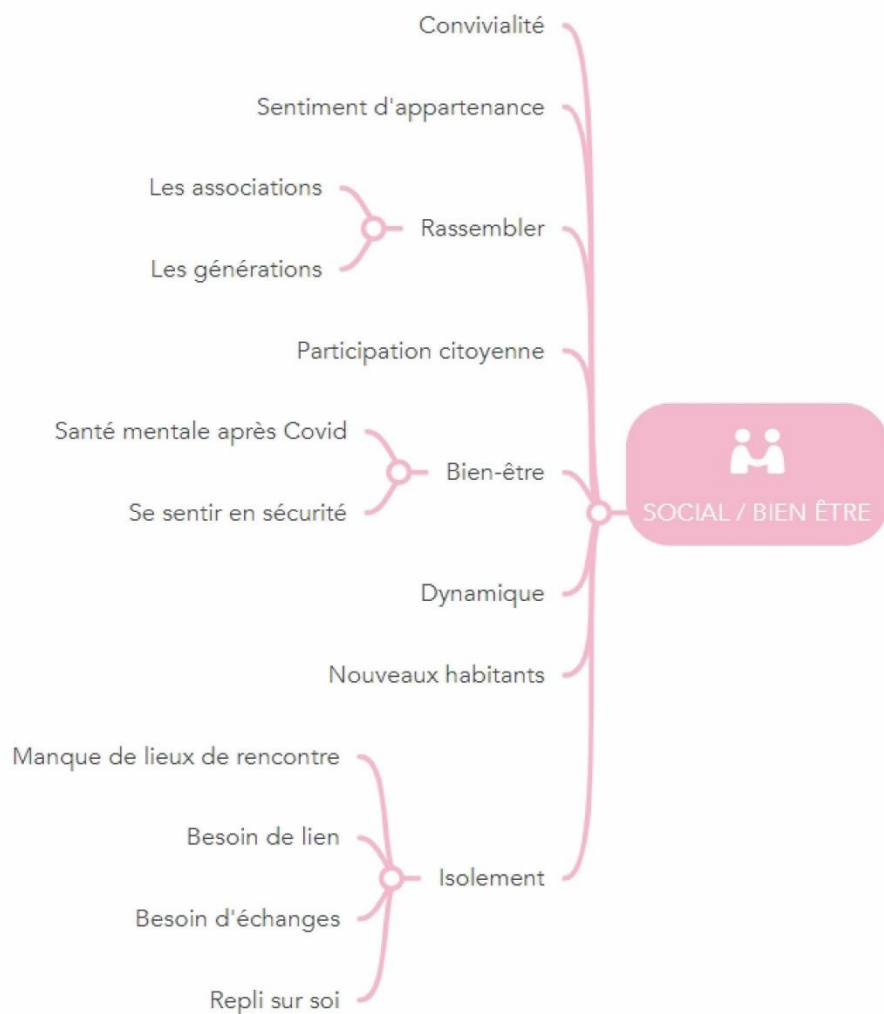 Convivialité
Sentiment d'appartenance
Les associations
Rassembler
Les générations
Participation citoyenne
Santé mentale après Covid
Bien-être
Se sentir en sécurité
SOCIAL / BIEN ÊTRE
Dynamique
Nouveaux habitants
Manque de lieux de rencontre
Besoin de lien
Isolement
Besoin d'échanges
Repli sur soi